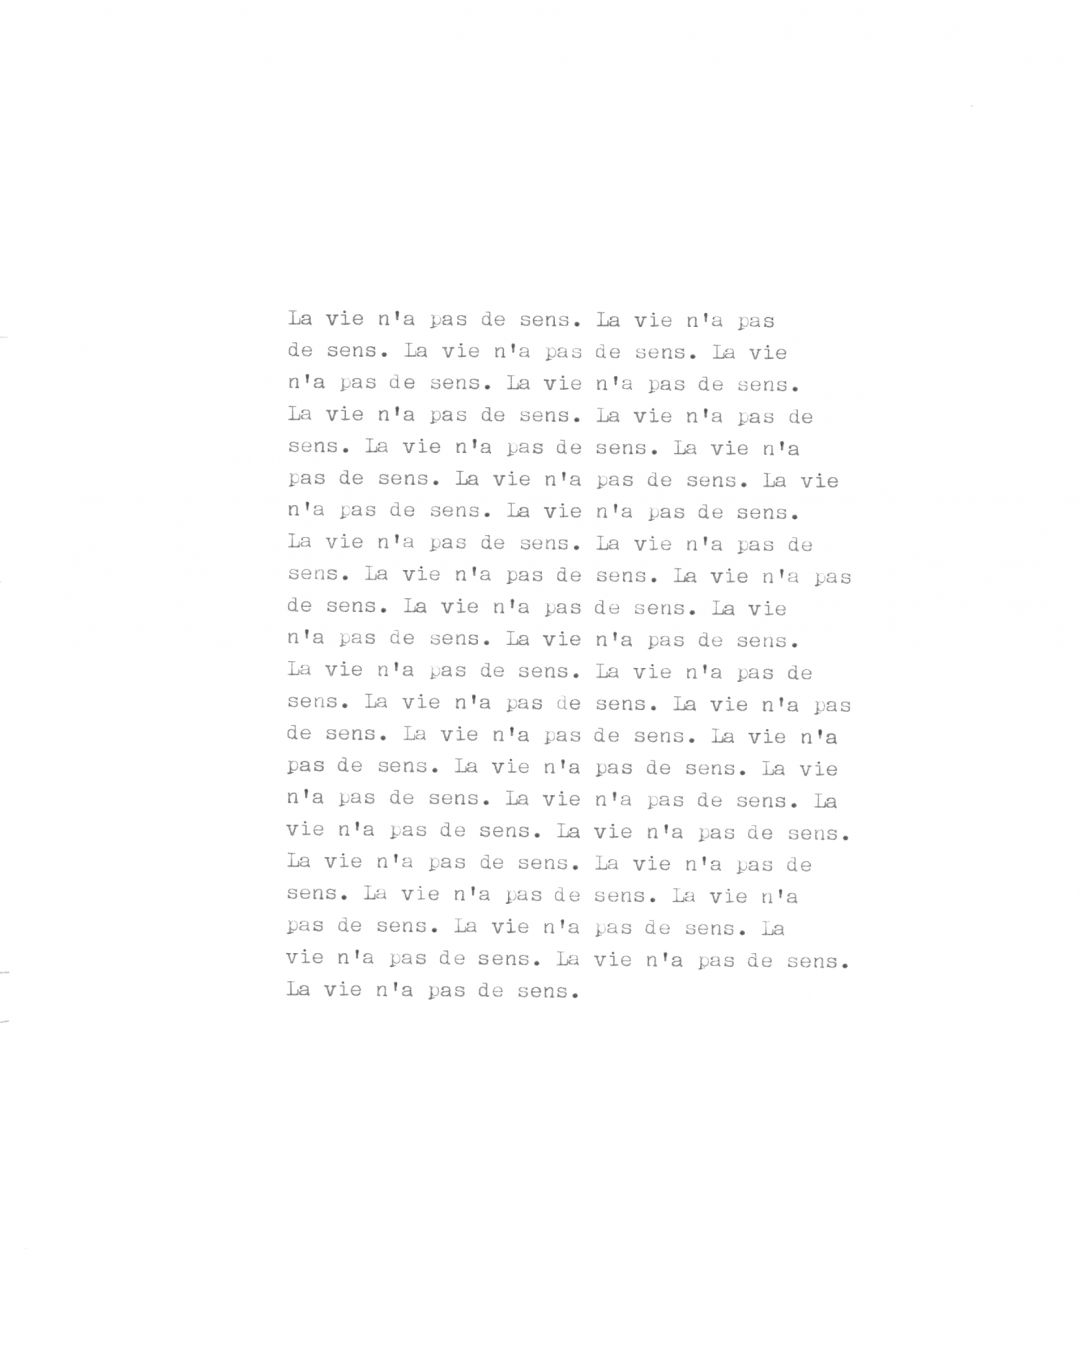 La vie n'a pas de sens. La vie n'a pas
de sens. La vie n'a pas de sens. La vie
n'a pas de sens. La vie n'a pas de sens.
La vie n'a pas de sens. La vie n'a pas de
sens. La vie n'a pas de sens. La vie n'a
pas de sens. La vie n'a pas de sens. La vie
n'a pas de sens. La vie n'a pas de sens.
La vie n'a pas de sens. La vie n'a pas de
sens. La vie n'a pas de sens. La vie n'a pas
de sens. La vie n'a pas de sens. La vie
n'a pas de sens. La vie n'a pas de sens.
La vie n'a pas de sens. La vie n'a pas de
sens. La vie n'a pas de sens. La vie n'a pas
de sens. La vie n'a pas de sens. La vie n'a
pas de sens. La vie n'a pas de sens. La vie
n'a pas de sens. La vie n'a pas de sens. La
vie n'a pas de sens. La vie n'a pas de sens.
La vie n'a pas de sens. La vie n'a pas de
sens. La vie n'a pas de sens. La vie n'a
pas de sens. La vie n'a pas de sens. La
vie n'a pas de sens. La vie n'a pas de sens.
La vie n'a pas de sens.